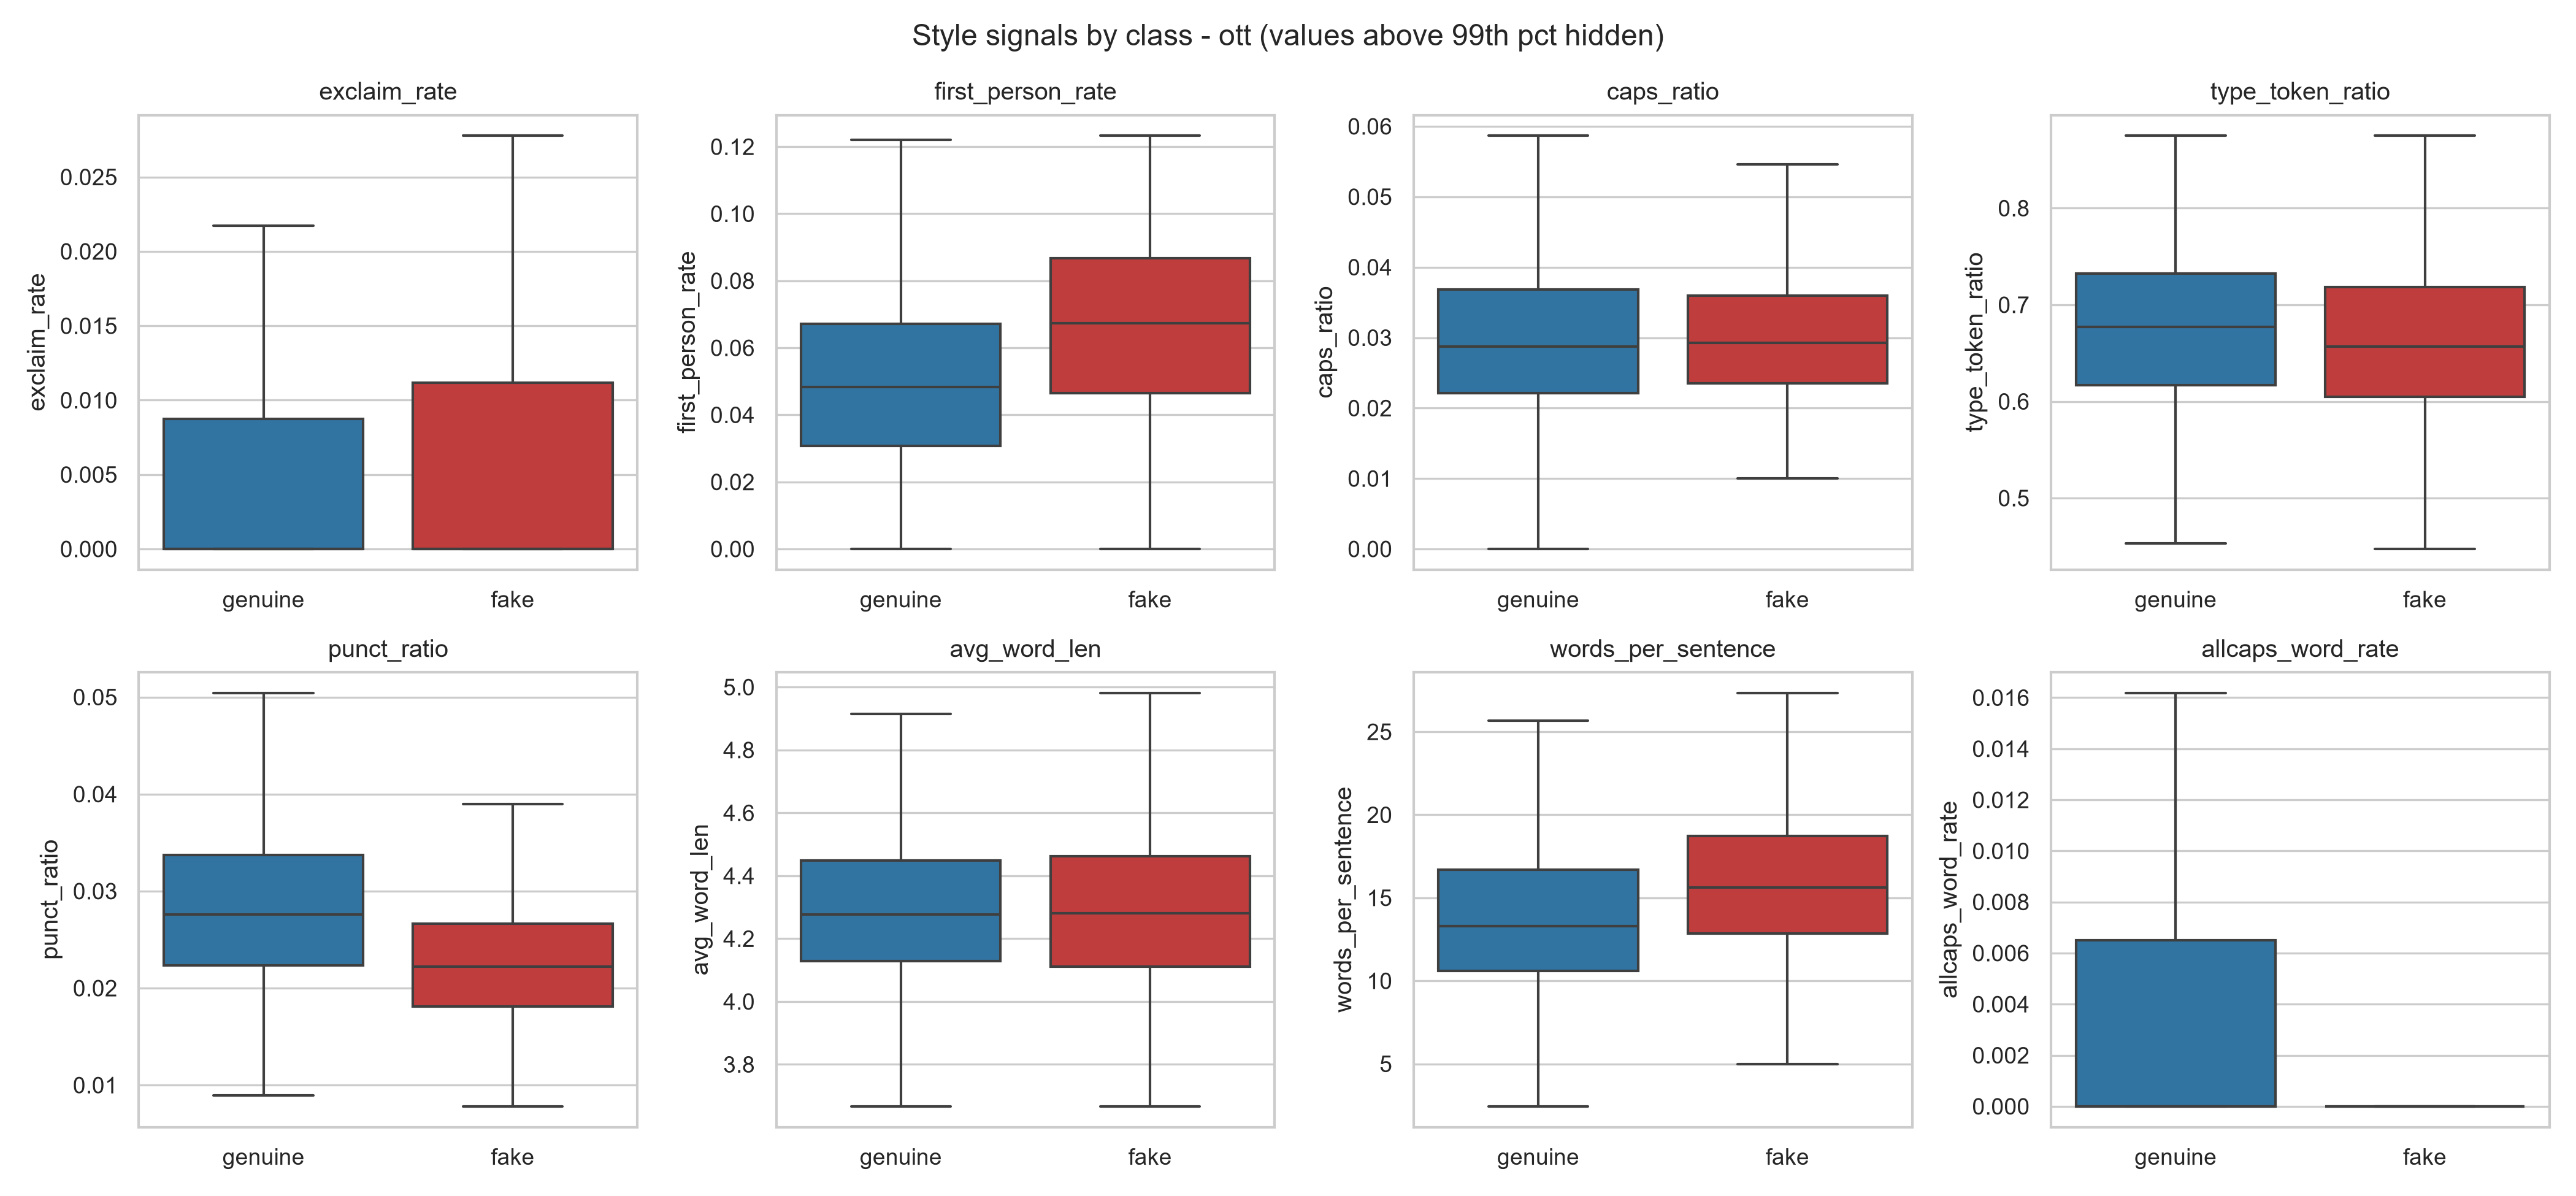 Style signals by class - ott (values above 99th pct hidden)
exclaim_rate
exclaim_rate
0.025
0.020
0.015
0.010
0.005
0.000
genuine
fake
first_person_rate
first_person_rate
0.12
0.10
0.08
0.06
0.04
0.02
0.00
genuine
fake
caps_ratio
caps_ratio
0.06
0.05
0.04
0.03
0.02
0.01
0.00
genuine
fake
type_token_ratio
type_token_ratio
0.8
0.7
0.6
0.5
genuine
fake
punct_ratio
punct_ratio
0.05
0.04
0.03
0.02
0.01
genuine
fake
avg_word_len
avg_word_len
5.0
4.8
4.6
4.4
4.2
4.0
3.8
genuine
fake
words_per_sentence
words_per_sentence
25
20
15
10
5
genuine
fake
allcaps_word_rate
allcaps_word_rate
0.016
0.014
0.012
0.010
0.008
0.006
0.004
0.002
0.000
genuine
fake